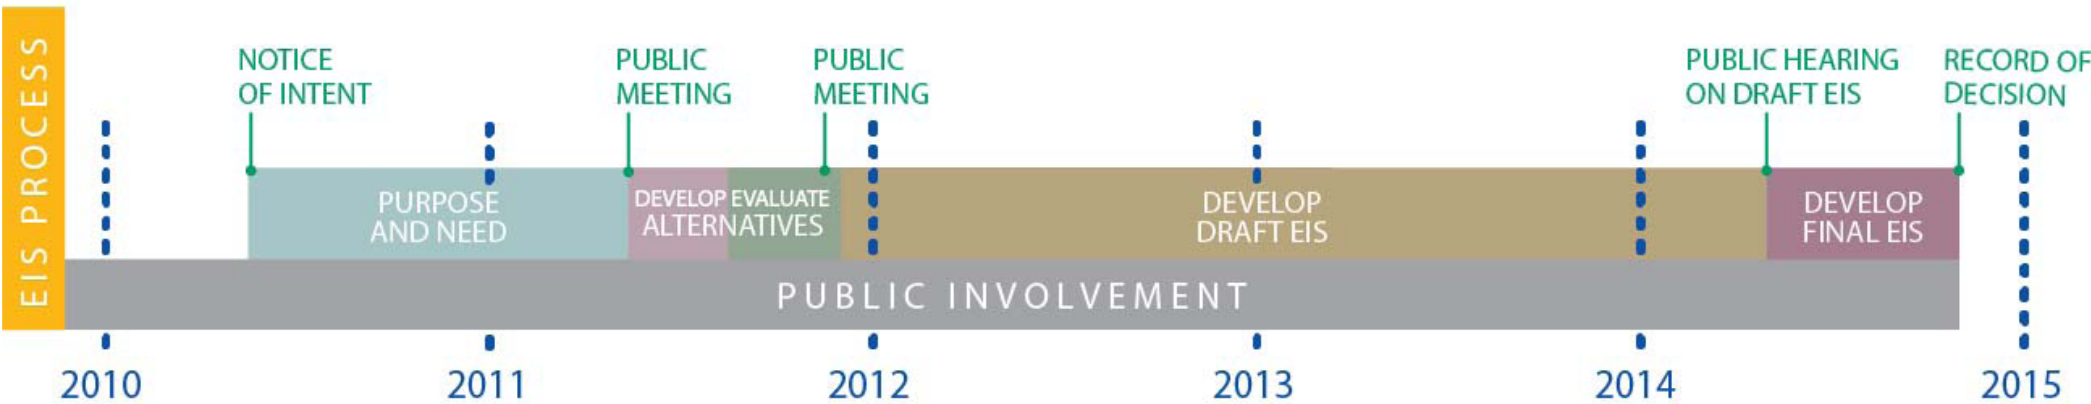 EIS PROCESS
NOTICE
OF INTENT
PUBLIC
MEETING
PUBLIC
MEETING
PUBLIC HEARING
ON DRAFT EIS
RECORD OF
DECISION
PURPOSE
AND NEED
DEVELOP EVALUATE
ALTERNATIVES
DEVELOP
DRAFT EIS
DEVELOP
FINAL EIS
PUBLIC INVOLVEMENT
2010
2011
2012
2013
2014
2015